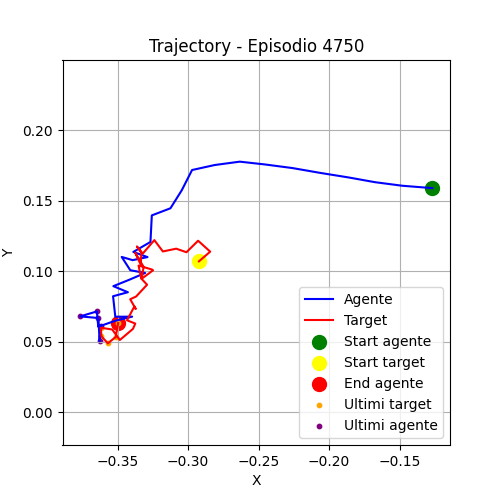 Trajectory - Episodio 4750
Y
0.20
0.15
0.10
0.05
0.00
Agente
Target
Start agente
Start target
End agente
Ultimi target
Ultimi agente
−0.35 −0.30 −0.25 −0.20 −0.15
X